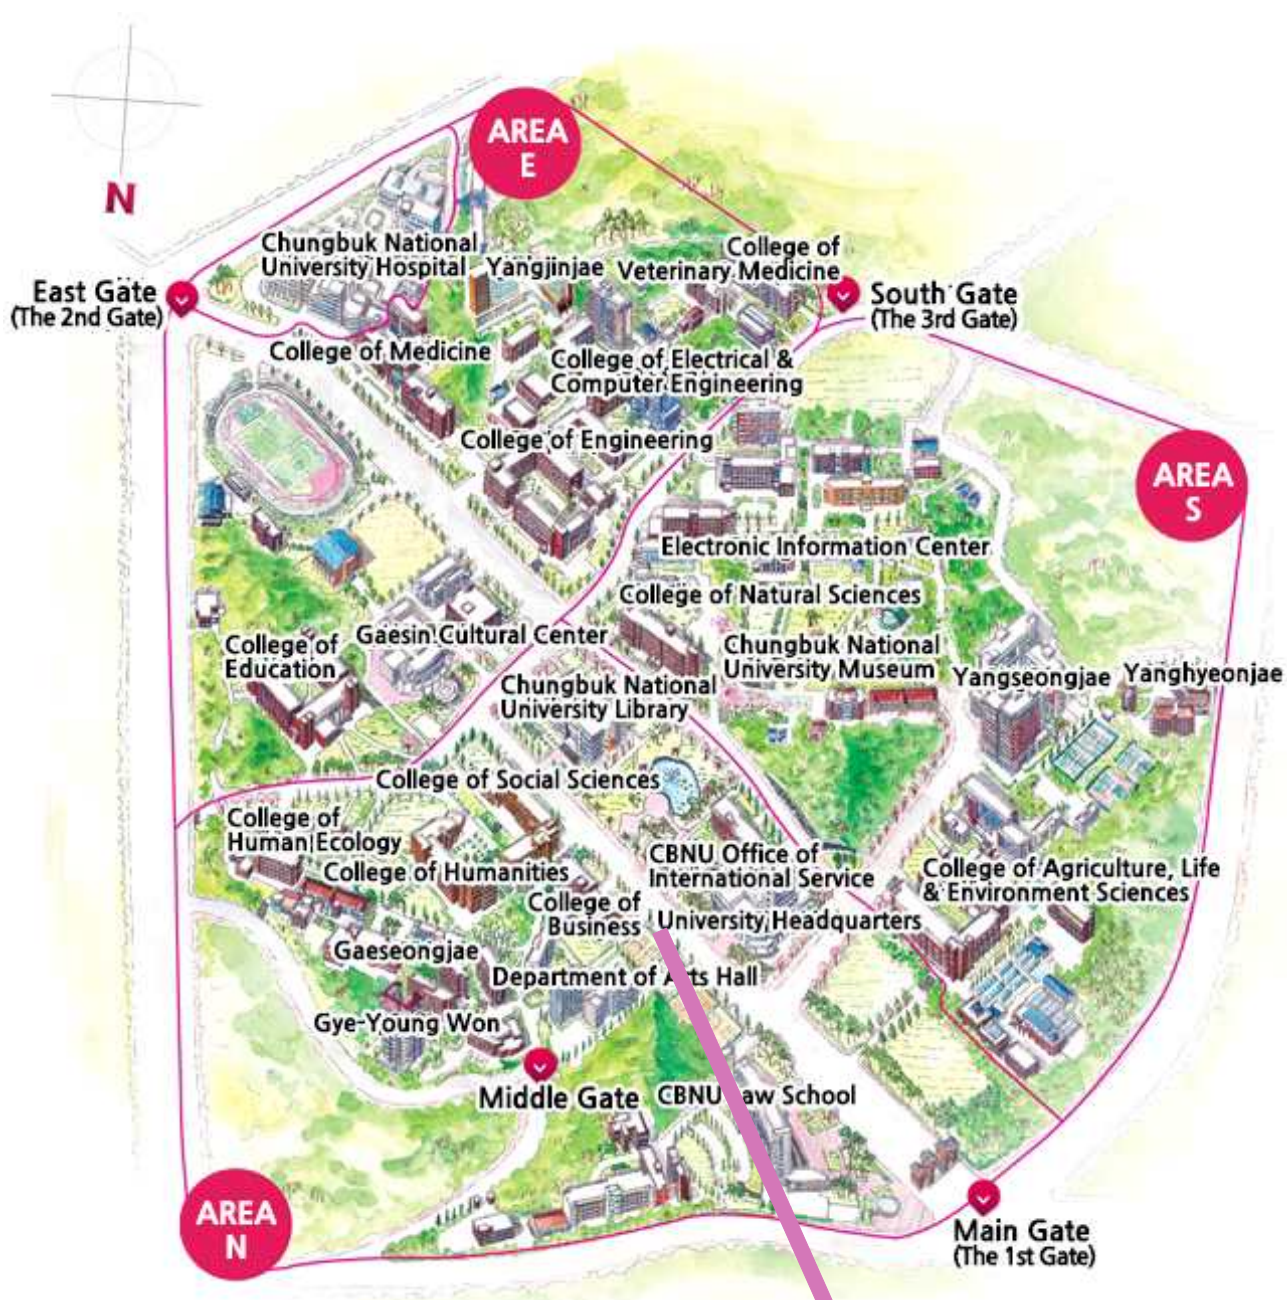 AREA
E
N
Chungbuk National
University Hospital
Yangjinjae
College of
Veterinary Medicine
East Gate
(The 2nd Gate)
South Gate
(The 3rd Gate)
College of Medicine
College of Electrical &
Computer Engineering
College of Engineering
AREA
S
Electronic Information Center
College of Natural Sciences
Gaesin Cultural Center
College of
Education
Chungbuk National
University Museum
Yangseongjae
Yanghyeonjae
Chungbuk National
University Library
College of Social Sciences
College of
Human Ecology
College of Humanities
CBNU Office of
International Service
College of Agriculture, Life
& Environment Sciences
College of
Business
University Headquarters
Gaeseongjae
Department of Arts Hall
Gye-Young Won
Middle Gate
CBNU Law School
AREA
N
Main Gate
(The 1st Gate)